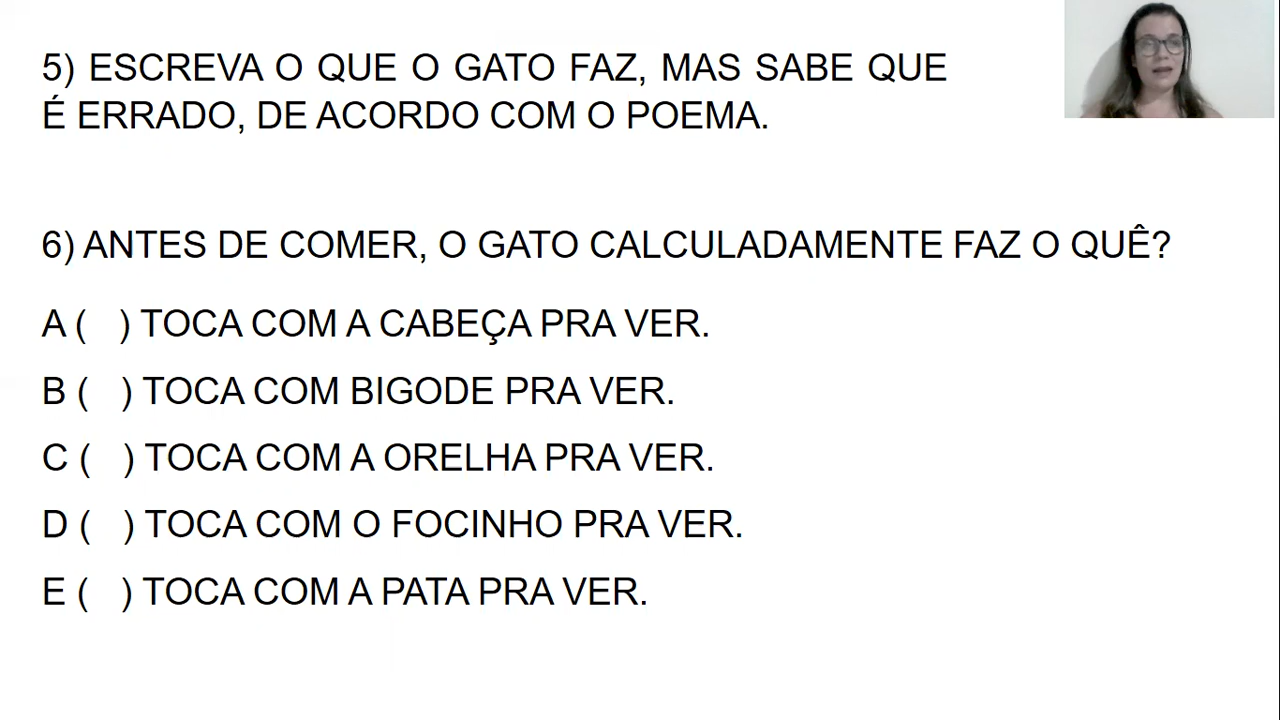 5) ESCREVA O QUE O GATO FAZ, MAS SABE QUE
É ERRADO, DE ACORDO COM O POEMA.
6) ANTES DE COMER, O GATO CALCULADAMENTE FAZ O QUÊ?
A (   ) TOCA COM A CABEÇA PRA VER.
B (   ) TOCA COM BIGODE PRA VER.
C (   ) TOCA COM A ORELHA PRA VER.
D (   ) TOCA COM O FOCINHO PRA VER.
E (   ) TOCA COM A PATA PRA VER.